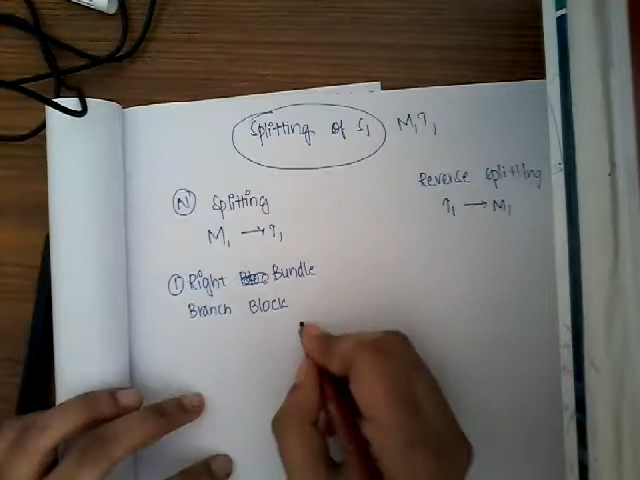 Splitting of S1 M1T1
Reverse splitting
T1 → M1
N Splitting
M1 → T1
1 Right Bundle
Branch Block